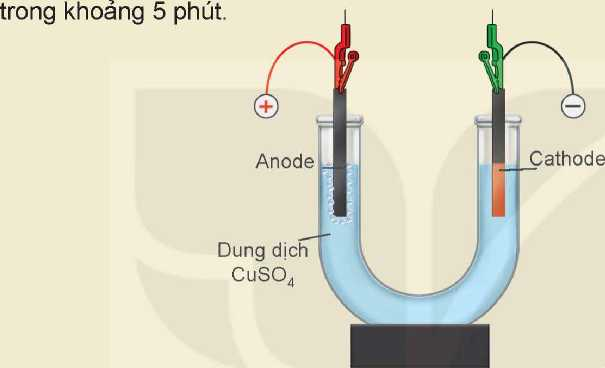 trong khoảng 5 phút.
+
−
Anode
Cathode
Dung dịch
CuSO₄